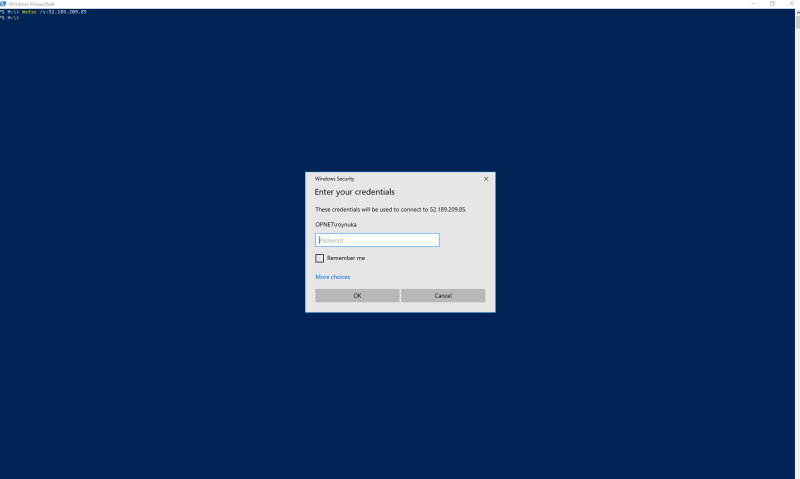 Windows PowerShell
PS H:\> mstsc /v:52.189.209.85
PS H:\>
Windows Security
Enter your credentials
These credentials will be used to connect to 52.189.209.85.
OPNET\roynuka
Password
Remember me
More choices
OK
Cancel